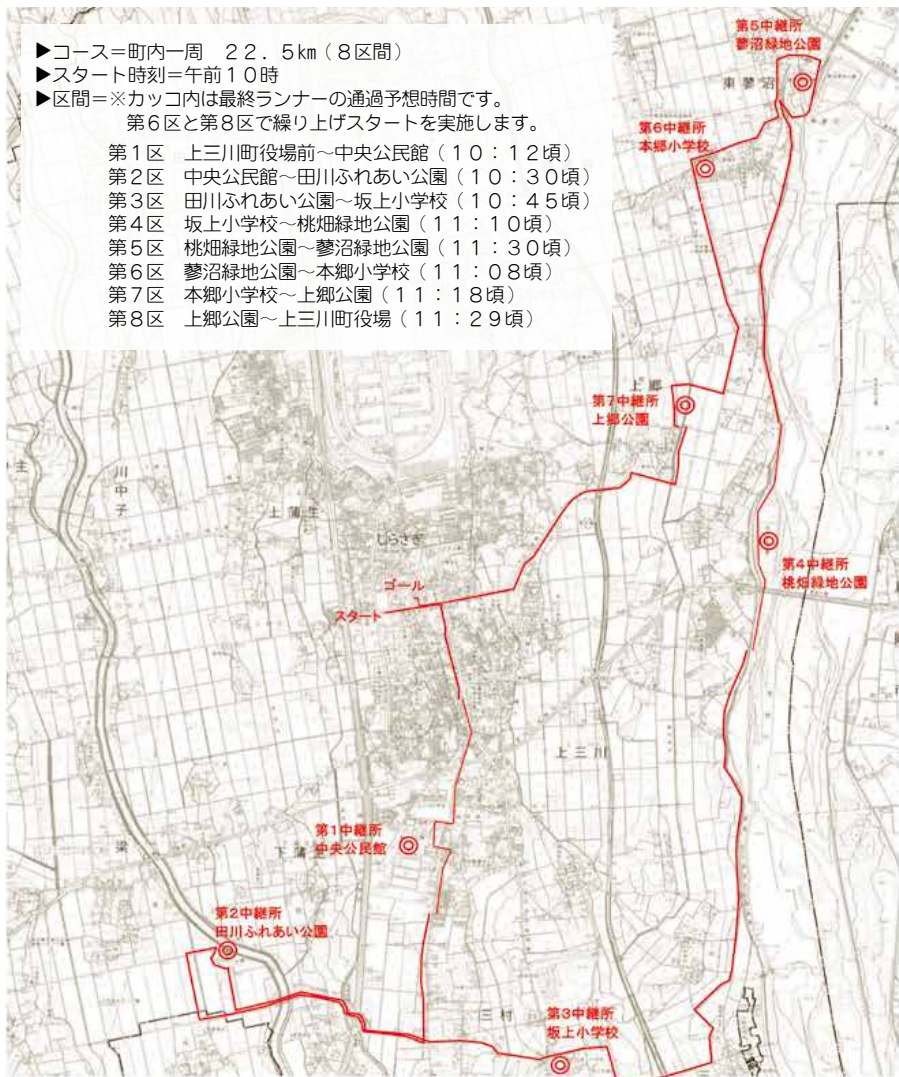 ▶コース=町内一周　22.5km(8区間)
▶スタート時刻=午前10時
▶区間=※カッコ内は最終ランナーの通過予想時間です。
第6区と第8区で繰り上げスタートを実施します。
第1区　上三川町役場前～中央公民館(10:12頃)
第2区　中央公民館～田川ふれあい公園(10:30頃)
第3区　田川ふれあい公園～坂上小学校(10:45頃)
第4区　坂上小学校～桃畑緑地公園(11:10頃)
第5区　桃畑緑地公園～蓼沼緑地公園(11:30頃)
第6区　蓼沼緑地公園～本郷小学校(11:08頃)
第7区　本郷小学校～上郷公園(11:18頃)
第8区　上郷公園～上三川町役場(11:29頃)
第5中継所
蓼沼緑地公園
東蓼沼
第6中継所
本郷小学校
上郷
第7中継所
上郷公園
川中子
上蒲生
しらさぎ
第4中継所
桃畑緑地公園
ゴール
スタート
上三川
第1中継所
中央公民館
下蒲生
梁
第2中継所
田川ふれあい公園
三村
第3中継所
坂上小学校